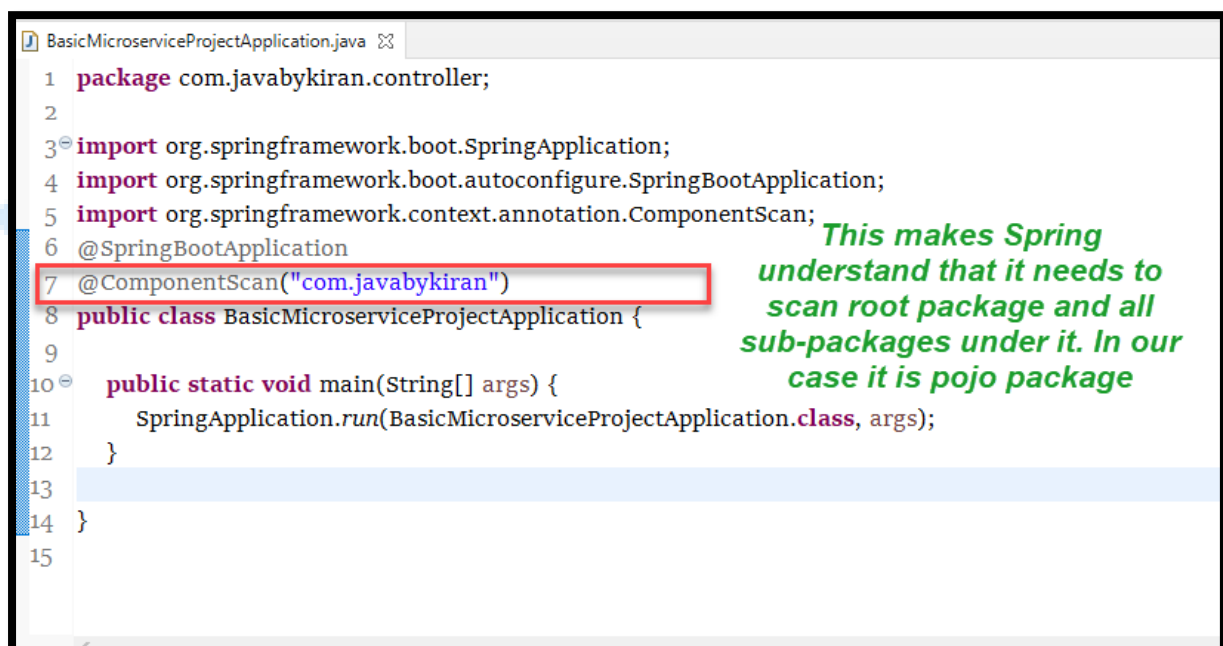 BasicMicroserviceProjectApplication.java
1 package com.javabykiran.controller;
2
3 import org.springframework.boot.SpringApplication;
4 import org.springframework.boot.autoconfigure.SpringBootApplication;
5 import org.springframework.context.annotation.ComponentScan;
6 @SpringBootApplication
7 @ComponentScan("com.javabykiran")
8 public class BasicMicroserviceProjectApplication {
9
10 public static void main(String[] args) {
11 SpringApplication.run(BasicMicroserviceProjectApplication.class, args);
12 }
13
14 }
15
This makes Spring
understand that it needs to
scan root package and all
sub-packages under it. In our
case it is pojo package